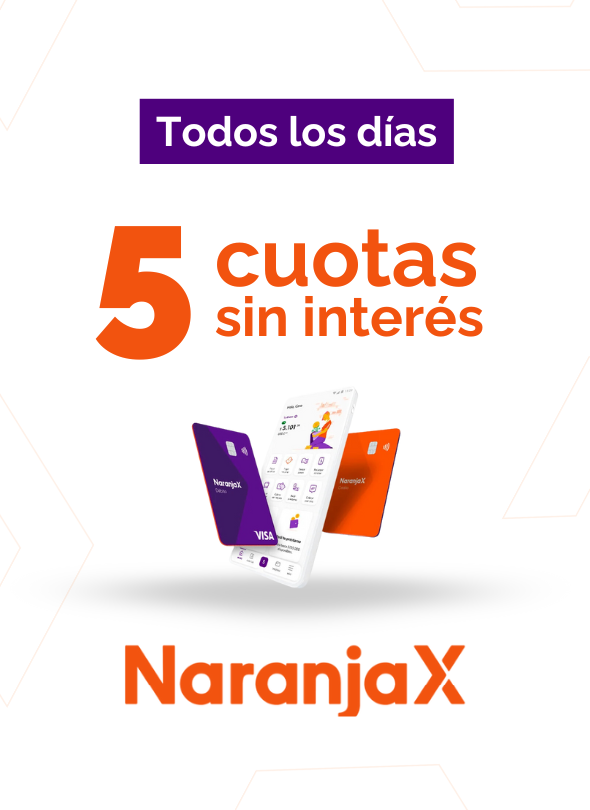 Todos los días
5 cuotas
sin interés
NaranjaX
VISA
NaranjaX
NaranjaX